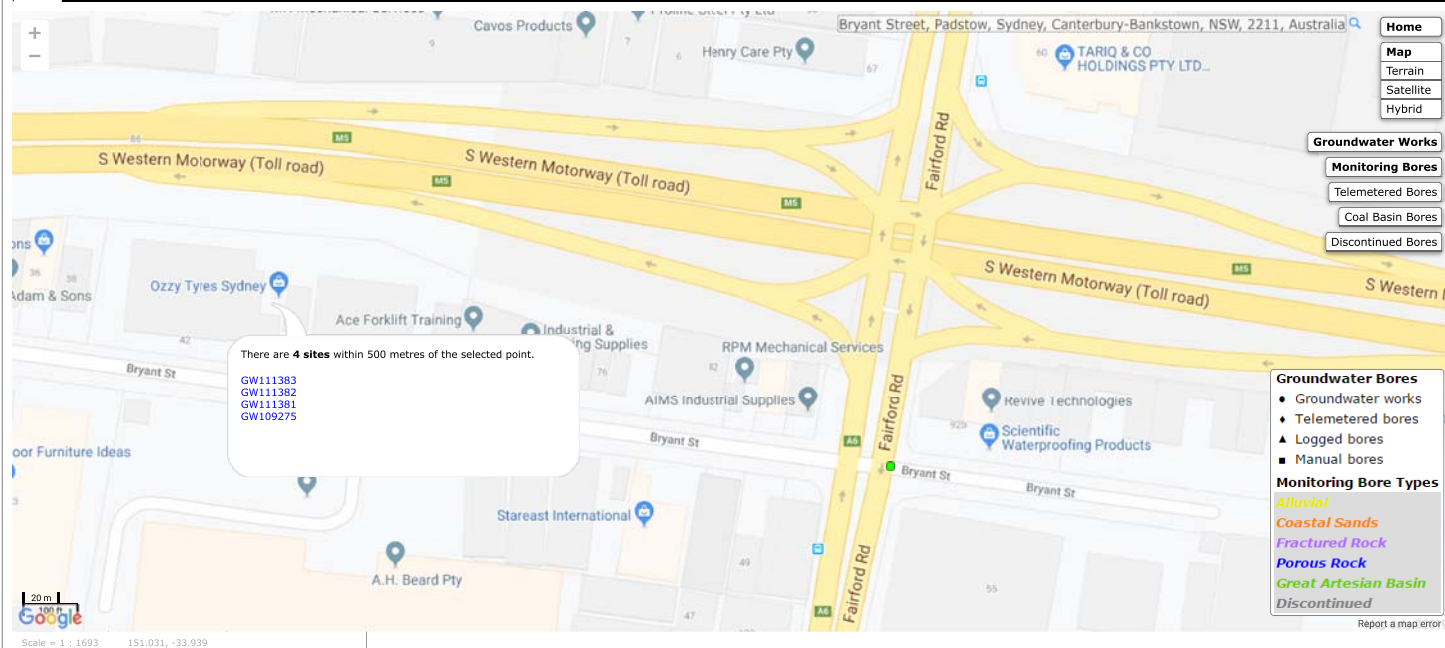 Cavos Products
9
7
6
Henry Care Pty
67
Bryant Street, Padstow, Sydney, Canterbury-Bankstown, NSW, 2211, Australia
60
TARIQ & CO
HOLDINGS PTY LTD...
Home
Map
Terrain
Satellite
Hybrid
Groundwater Works
Monitoring Bores
Telemetered Bores
Coal Basin Bores
Discontinued Bores
+
−
86
M5
S Western Motorway (Toll road)
M5
S Western Motorway (Toll road)
M5
Fairford Rd
S Western Motorway (Toll road)
M5
S Western
ons
36
38
Adam & Sons
Ozzy Tyres Sydney
42
Ace Forklift Training
Industrial &
ng Supplies
76
RPM Mechanical Services
82
AIMS Industrial Supplies
Fairford Rd
Revive Technologies
92D
Scientific
Waterproofing Products
Bryant St
There are 4 sites within 500 metres of the selected point.
GW111383
GW111382
GW111381
GW109275
Bryant St
A6
Bryant St
Bryant St
oor Furniture Ideas
3
Stareast International
A.H. Beard Pty
49
47
55
Fairford Rd
A6
Groundwater Bores
Groundwater works
Telemetered bores
Logged bores
Manual bores
Monitoring Bore Types
Alluvial
Coastal Sands
Fractured Rock
Porous Rock
Great Artesian Basin
Discontinued
20 m
100 ft
Google
Report a map error
Scale = 1 : 1693
151.031, -33.939